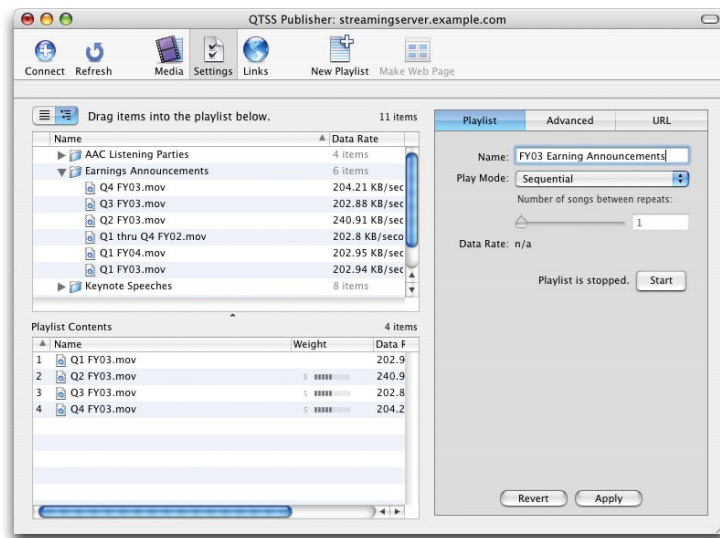 QTSS Publisher: streamingserver.example.com
Connect Refresh Media Settings Links New Playlist Make Web Page
Drag items into the playlist below. 11 items
Name Data Rate
AAC Listening Parties 4 items
Earnings Announcements 6 items
Q4 FY03.mov 204.21 KB/sec
Q3 FY03.mov 202.88 KB/sec
Q2 FY03.mov 240.91 KB/sec
Q1 thru Q4 FY02.mov 202.8 KB/seco
Q1 FY04.mov 202.95 KB/sec
Q1 FY03.mov 202.94 KB/sec
Keynote Speeches 8 items
Playlist Contents 4 items
Name Weight Data R
1 Q1 FY03.mov 202.9
2 Q2 FY03.mov 5 240.9
3 Q3 FY03.mov 5 202.8
4 Q4 FY03.mov 5 204.2
Playlist Advanced URL
Name: FY03 Earning Announcements
Play Mode: Sequential
Number of songs between repeats:
1
Data Rate: n/a
Playlist is stopped. Start
Revert Apply